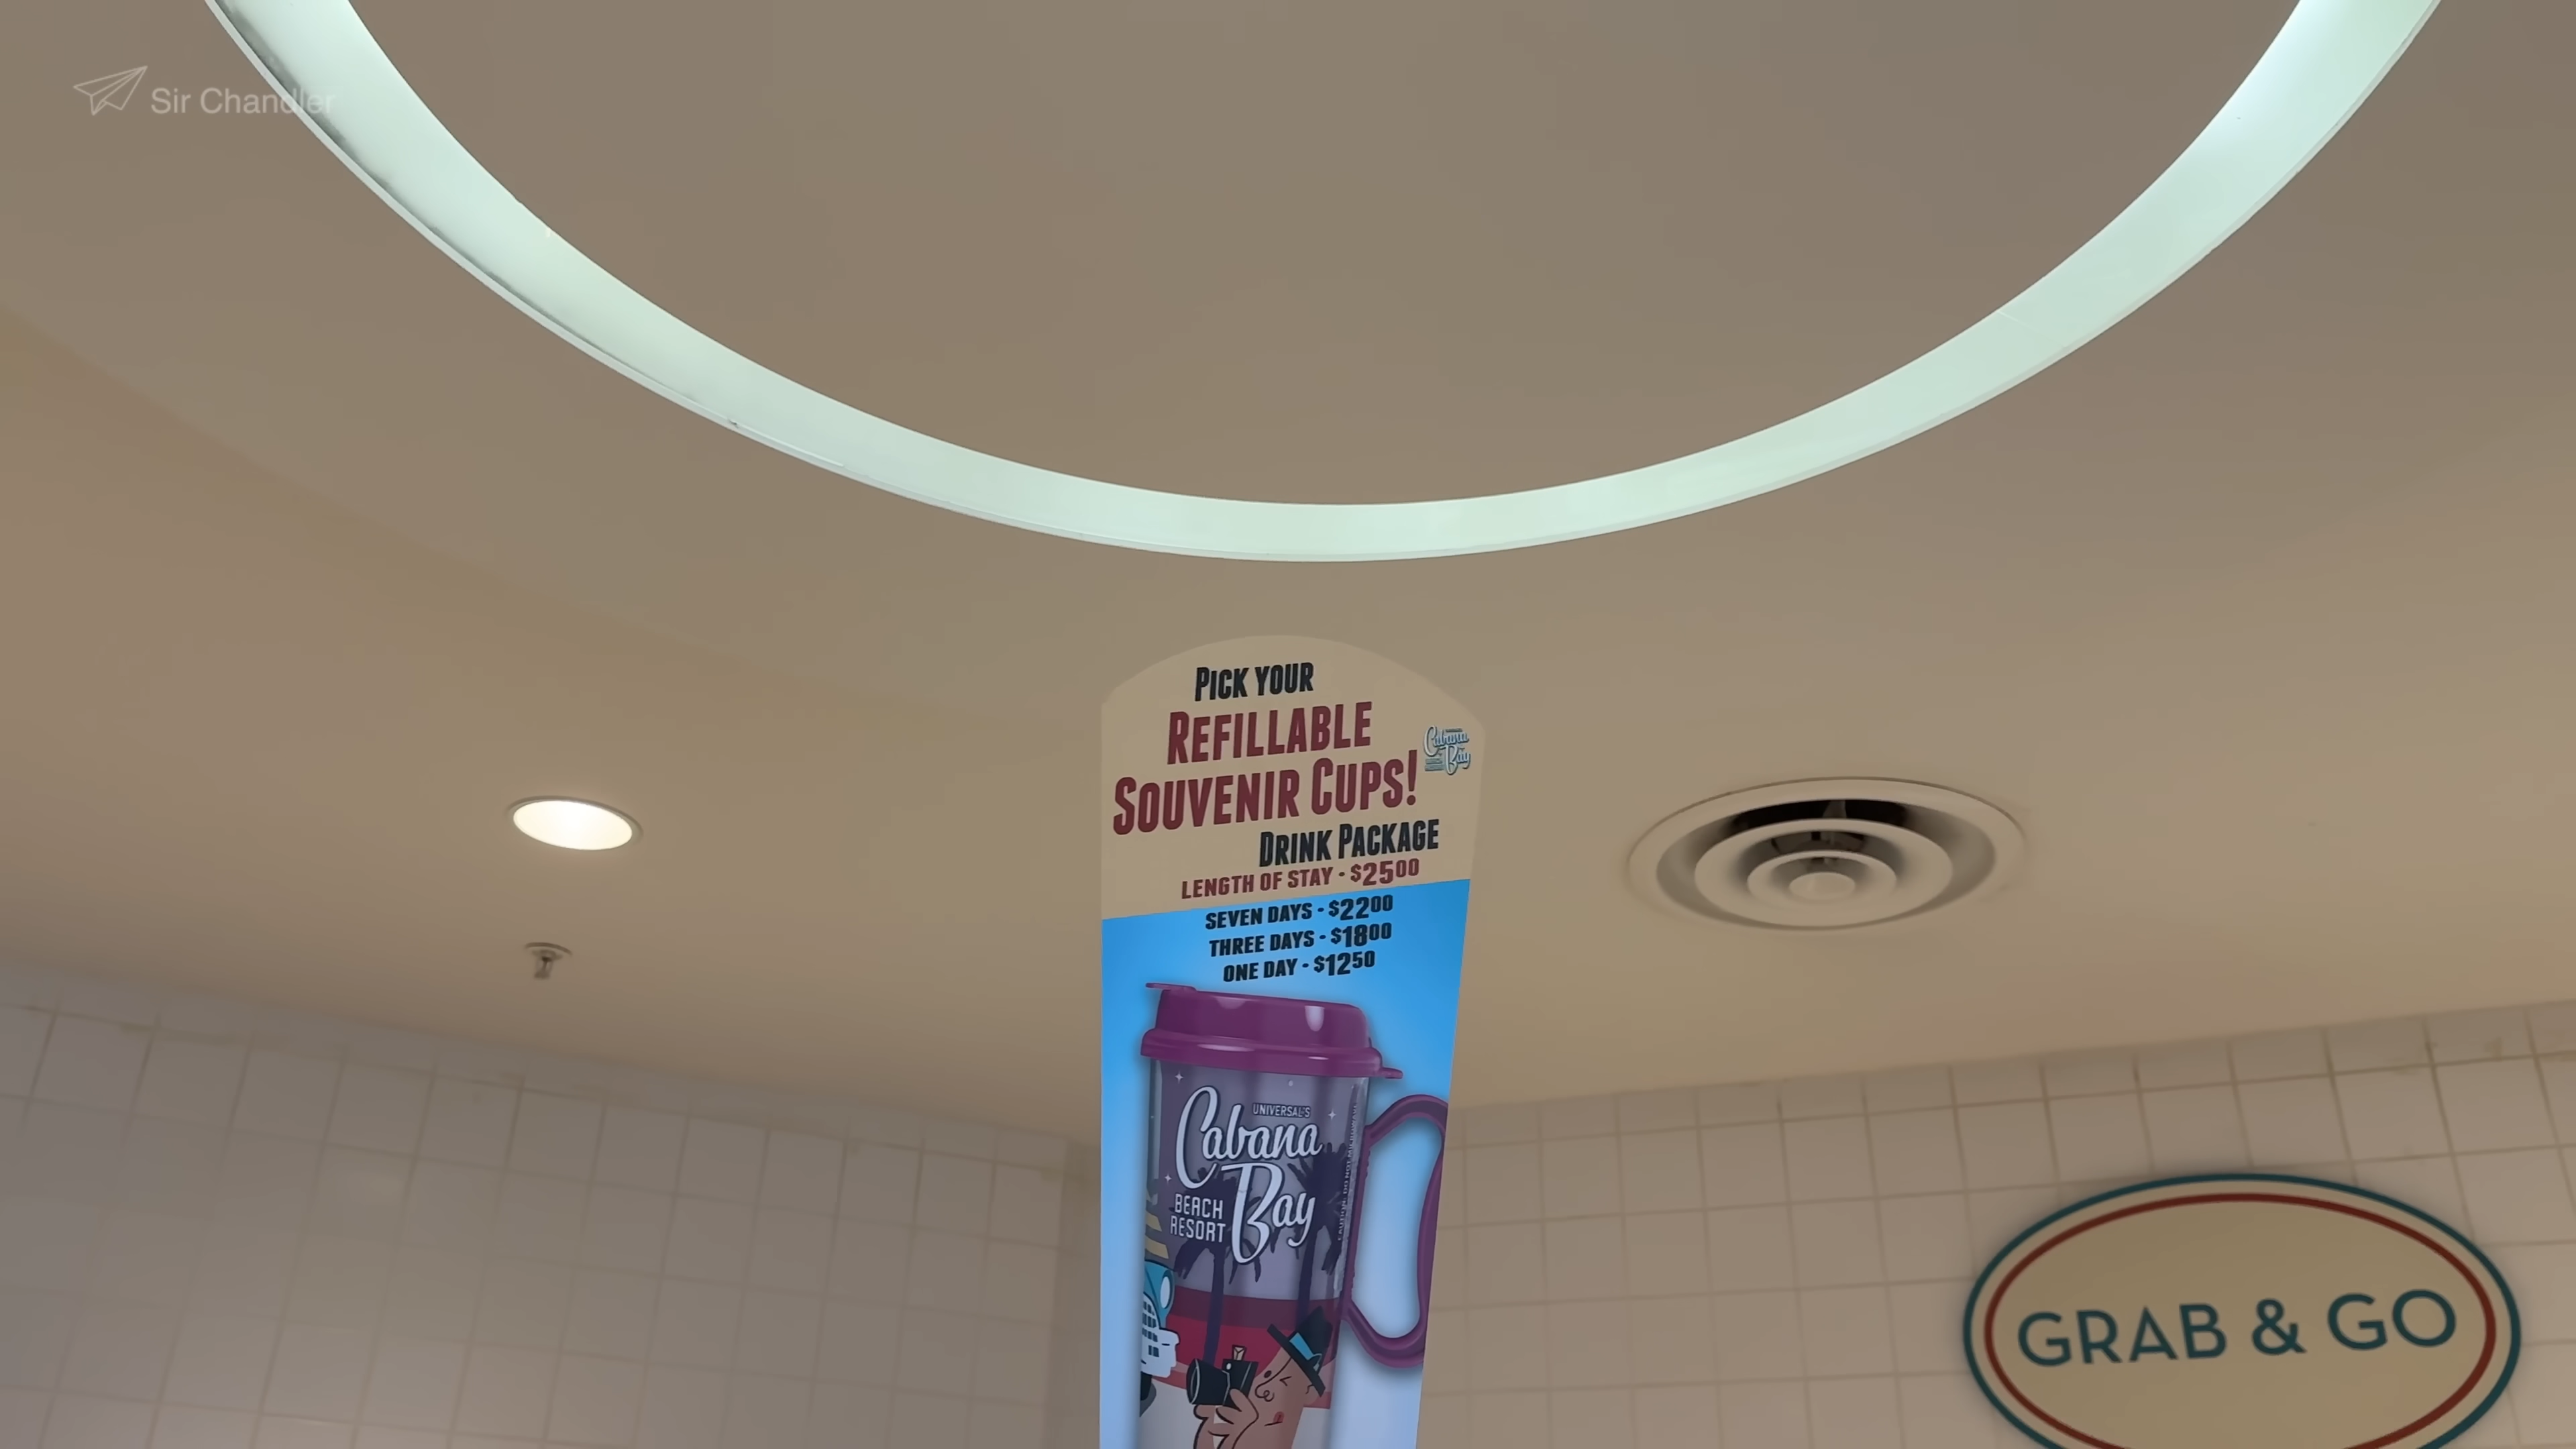 Sir Chandler
PICK YOUR
REFILLABLE
SOUVENIR CUPS!
Cabana
Bay
DRINK PACKAGE
LENGTH OF STAY - $2500
SEVEN DAYS - $2200
THREE DAYS - $1800
ONE DAY - $1250
UNIVERSAL'S
Cabana
Bay
BEACH
RESORT
GRAB & GO